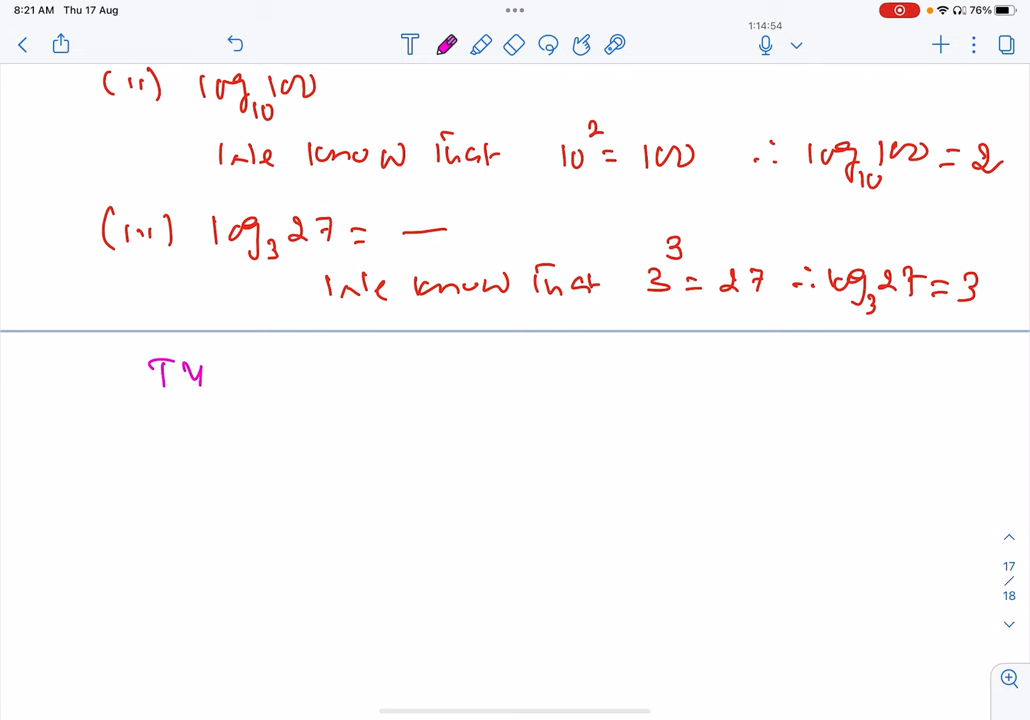 8:21 AM Thu 17 Aug
76%
1:14:54
T
(ii) log₁₀ 100
We know that 10² = 100 ∴ log₁₀ 100 = 2
(iii) log₃ 27 = —
We know that 3³ = 27 ∴ log₃ 27 = 3
TY
17
/
18